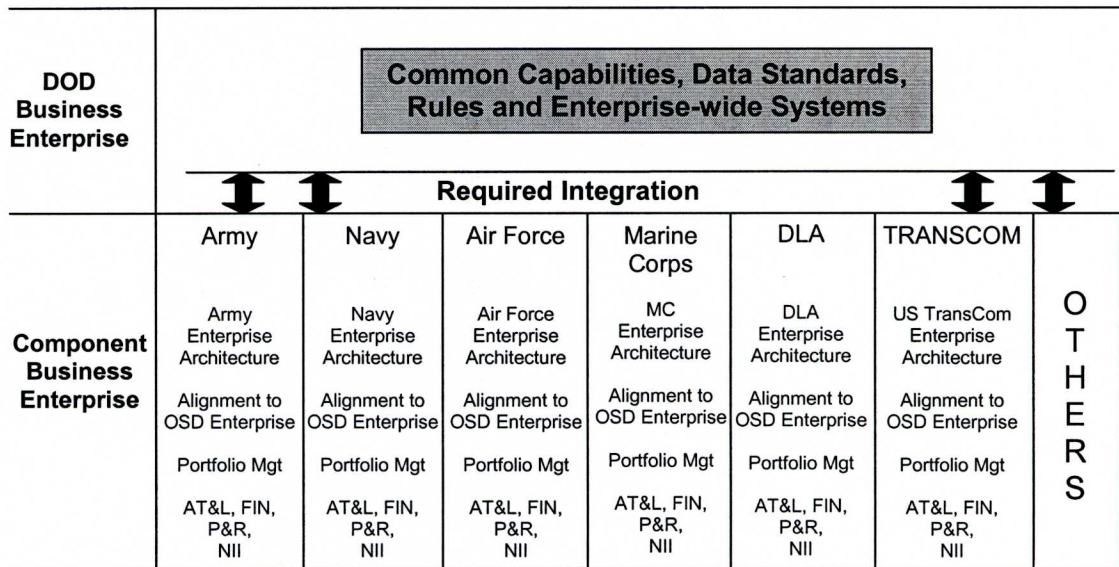 DOD
Business
Enterprise
Common Capabilities, Data Standards,
Rules and Enterprise-wide Systems
Required Integration
Component
Business
Enterprise
Army
Army
Enterprise
Architecture
Alignment to
OSD Enterprise
Portfolio Mgt
AT&L, FIN,
P&R,
NII
Navy
Navy
Enterprise
Architecture
Alignment to
OSD Enterprise
Portfolio Mgt
AT&L, FIN,
P&R,
NII
Air Force
Air Force
Enterprise
Architecture
Alignment to
OSD Enterprise
Portfolio Mgt
AT&L, FIN,
P&R,
NII
Marine
Corps
MC
Enterprise
Architecture
Alignment to
OSD Enterprise
Portfolio Mgt
AT&L, FIN,
P&R,
NII
DLA
DLA
Enterprise
Architecture
Alignment to
OSD Enterprise
Portfolio Mgt
AT&L, FIN,
P&R,
NII
TRANSCOM
US TransCom
Enterprise
Architecture
Alignment to
OSD Enterprise
Portfolio Mgt
AT&L, FIN,
P&R,
NII
OTHERS